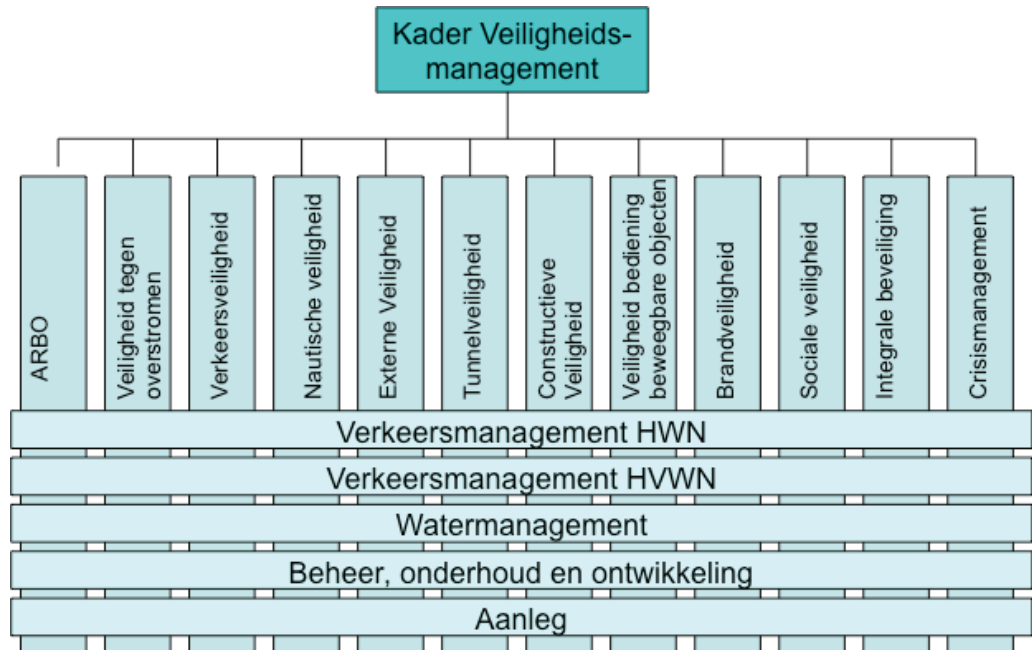 Kader Veiligheids-
management
ARBO
Veiligheid tegen
overstromen
Verkeersveiligheid
Nautische veiligheid
Externe Veiligheid
Tunnelveiligheid
Constructieve
Veiligheid
Veiligheid bediening
beweegbare objecten
Brandveiligheid
Sociale veiligheid
Integrale beveiliging
Crisismanagement
Verkeersmanagement HWN
Verkeersmanagement HVWN
Watermanagement
Beheer, onderhoud en ontwikkeling
Aanleg